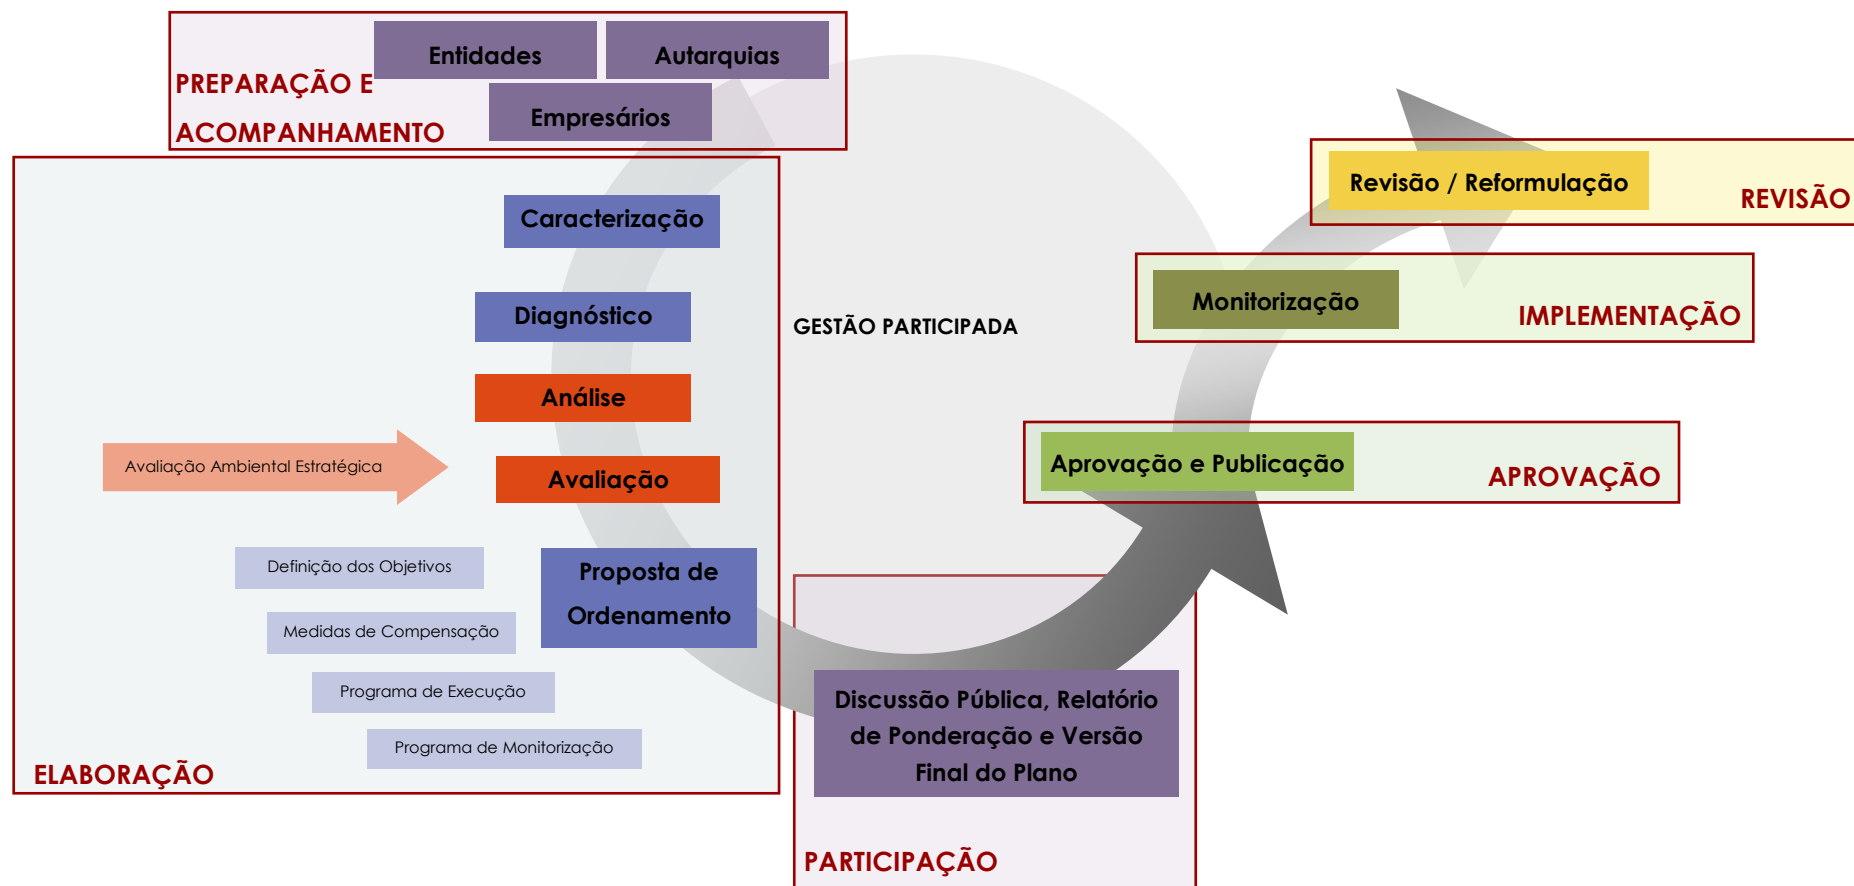 Entidades
Autarquias
PREPARAÇÃO E
ACOMPANHAMENTO
Empresários
Caracterização
Diagnóstico
Análise
Avaliação Ambiental Estratégica
Avaliação
Definição dos Objetivos
Proposta de
Ordenamento
Medidas de Compensação
Programa de Execução
Programa de Monitorização
ELABORAÇÃO
GESTÃO PARTICIPADA
Discussão Pública, Relatório
de Ponderação e Versão
Final do Plano
PARTICIPAÇÃO
Aprovação e Publicação
APROVAÇÃO
Monitorização
IMPLEMENTAÇÃO
Revisão / Reformulação
REVISÃO